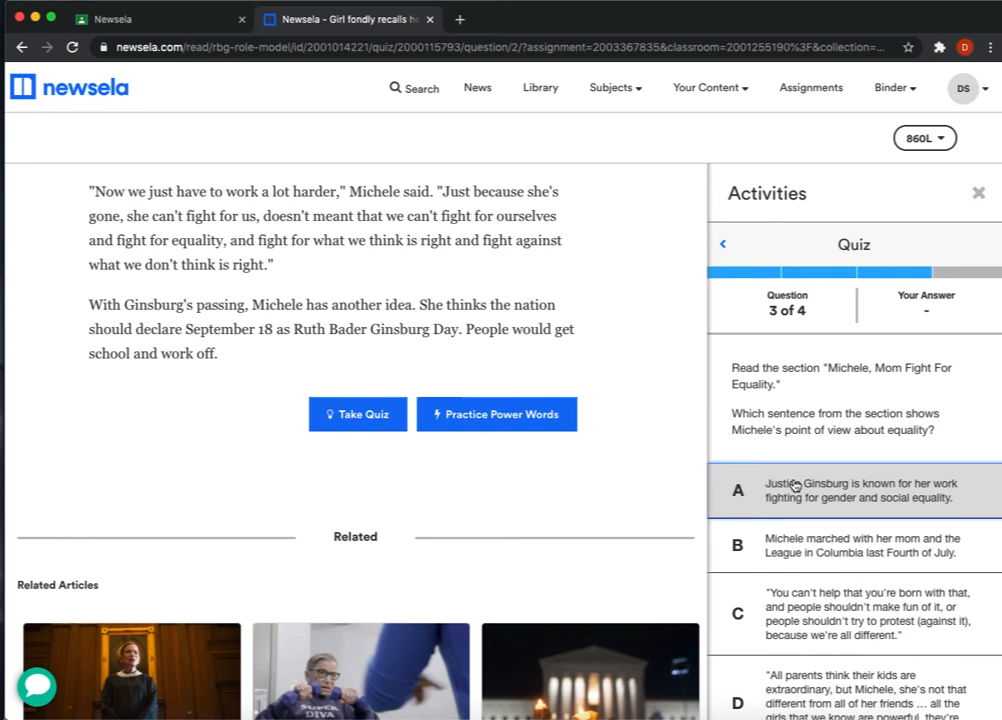 Newsela
Newsela - Girl fondly recalls he
newsela.com/read/rbg-role-model/id/2001014221/quiz/2000115793/question/2/?assignment=2003367835&classroom=2001255190%3F&collection=...
D
newsela
Search
News
Library
Subjects
Your Content
Assignments
Binder
DS
860L
"Now we just have to work a lot harder," Michele said. "Just because she's
gone, she can't fight for us, doesn't meant that we can't fight for ourselves
and fight for equality, and fight for what we think is right and fight against
what we don't think is right."
With Ginsburg's passing, Michele has another idea. She thinks the nation
should declare September 18 as Ruth Bader Ginsburg Day. People would get
school and work off.
Take Quiz
Practice Power Words
Related
Related Articles
SUPER
DIVA
Activities
Quiz
Question
3 of 4
Your Answer
-
Read the section "Michele, Mom Fight For
Equality."
Which sentence from the section shows
Michele's point of view about equality?
A
Justice Ginsburg is known for her work
fighting for gender and social equality.
B
Michele marched with her mom and the
League in Columbia last Fourth of July.
C
"You can't help that you're born with that,
and people shouldn't make fun of it, or
people shouldn't try to protest (against it),
because we're all different."
D
"All parents think their kids are
extraordinary, but Michele, she's not that
different from all of her friends … all the
girls that we know are powerful, they're